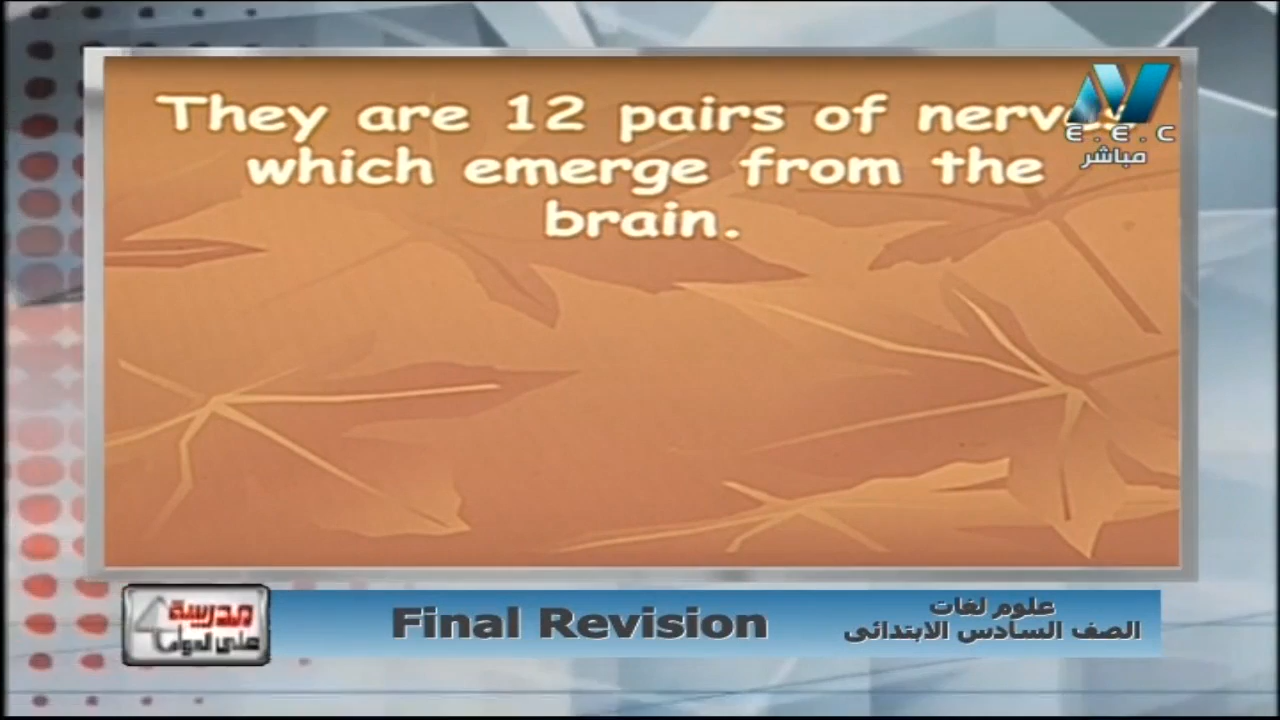 They are 12 pairs of nerves
which emerge from the
brain.
E.E.C
مباشر
مدرسة
على الهواء
Final Revision
علوم لغات
الصف السادس الابتدائى